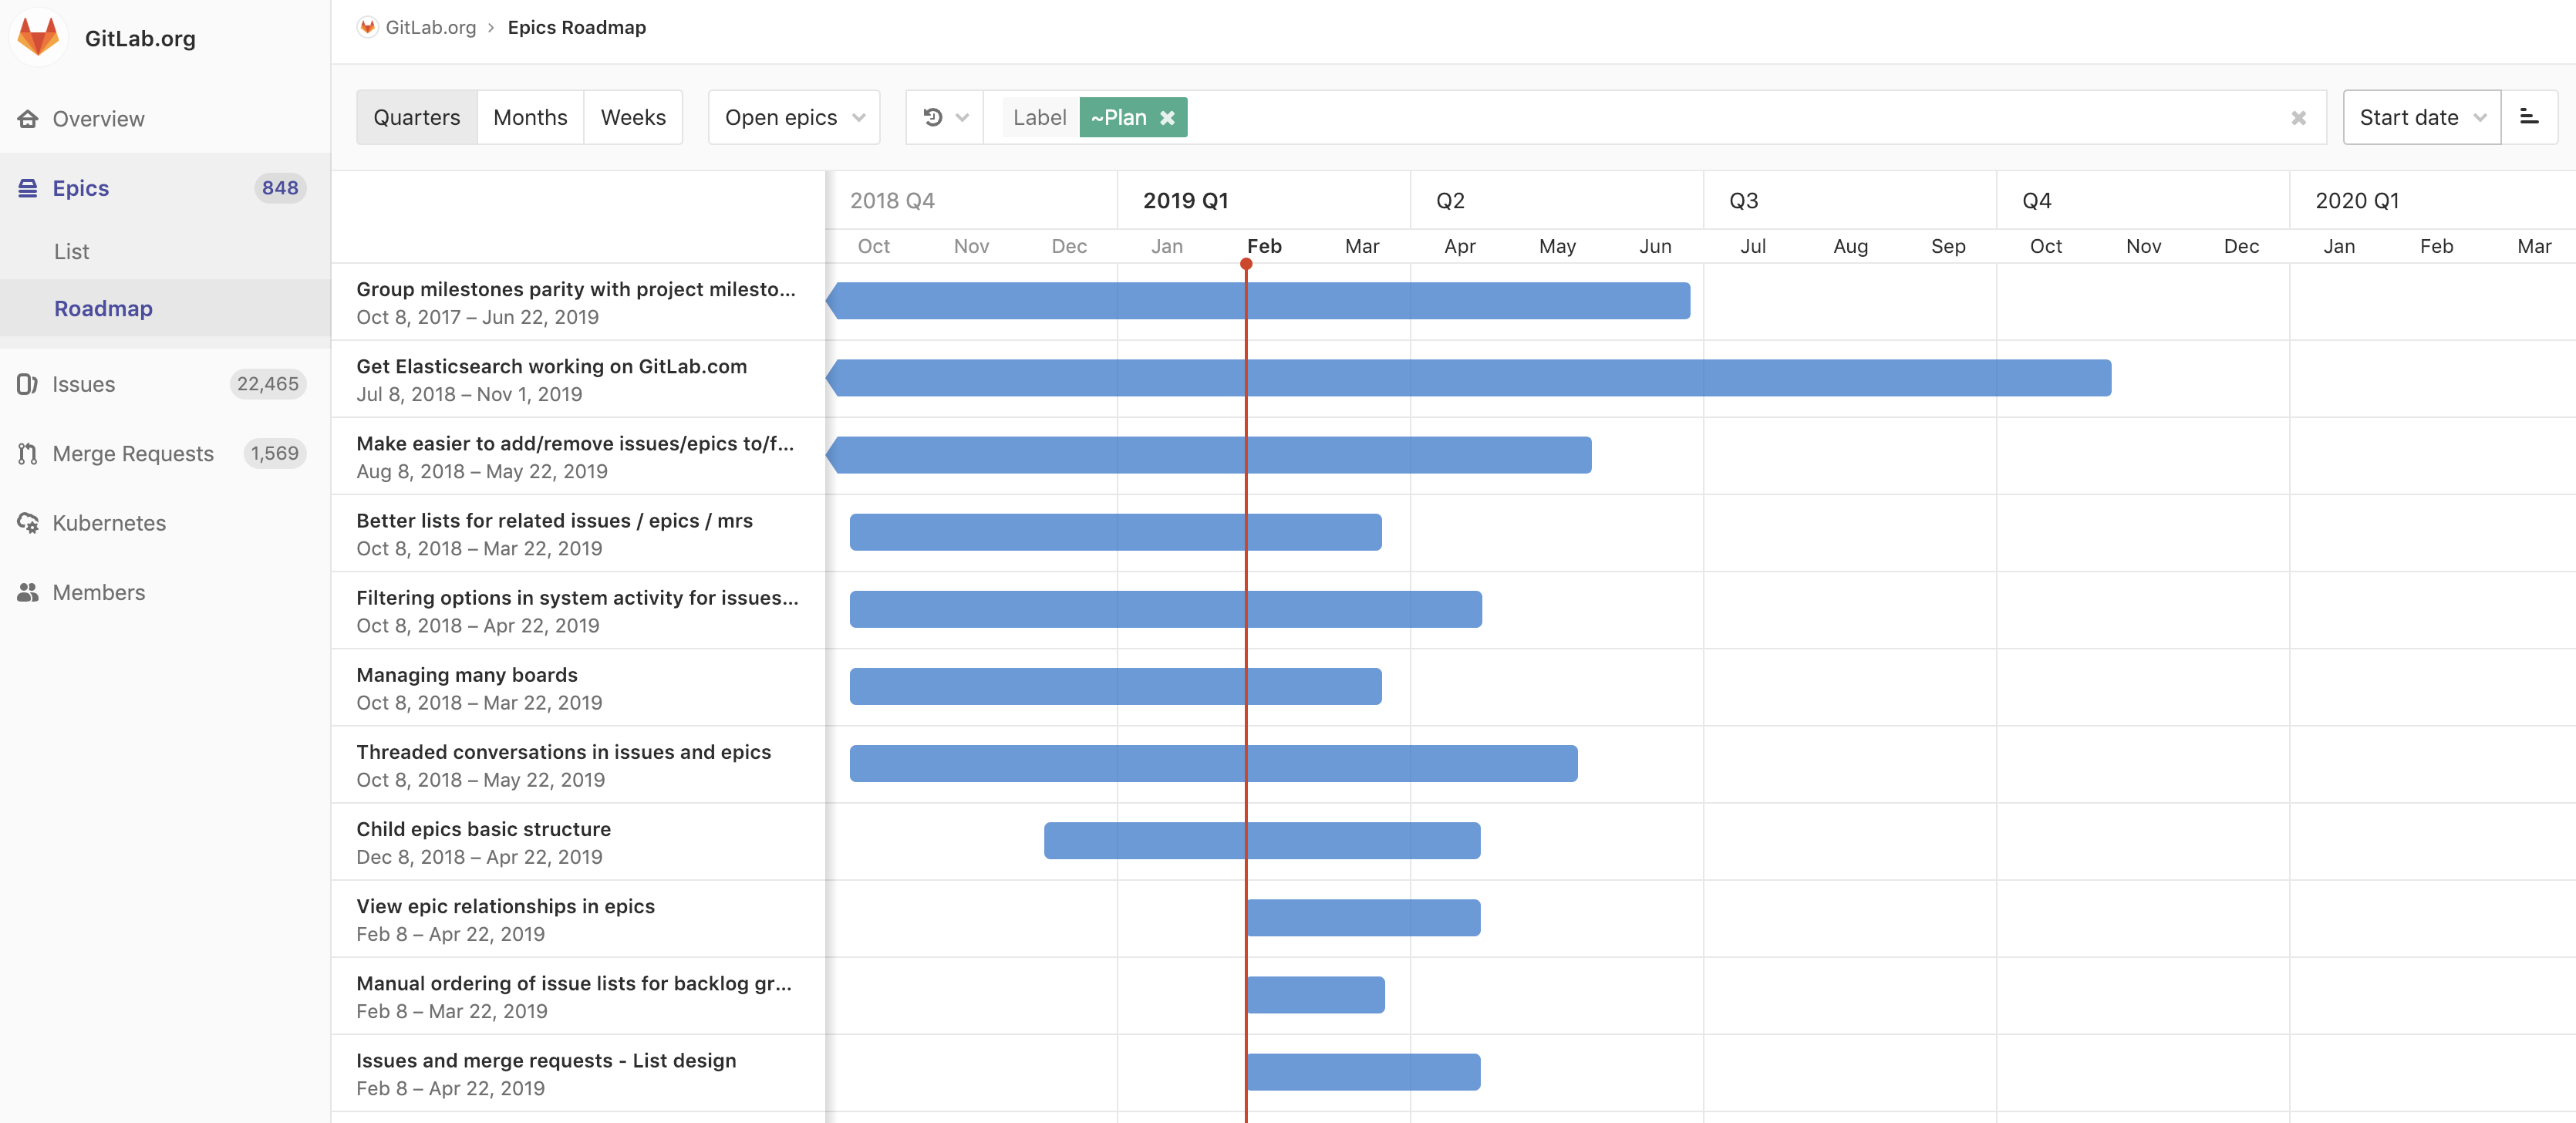 GitLab.org
Overview
Epics 848
List
Roadmap
Issues 22,465
Merge Requests 1,569
Kubernetes
Members
GitLab.org › Epics Roadmap
Quarters Months Weeks Open epics Label ~Plan Start date
2018 Q4 2019 Q1 Q2 Q3 Q4 2020 Q1
Oct Nov Dec Jan Feb Mar Apr May Jun Jul Aug Sep Oct Nov Dec Jan Feb Mar
Group milestones parity with project milesto...
Oct 8, 2017 – Jun 22, 2019
Get Elasticsearch working on GitLab.com
Jul 8, 2018 – Nov 1, 2019
Make easier to add/remove issues/epics to/f...
Aug 8, 2018 – May 22, 2019
Better lists for related issues / epics / mrs
Oct 8, 2018 – Mar 22, 2019
Filtering options in system activity for issues...
Oct 8, 2018 – Apr 22, 2019
Managing many boards
Oct 8, 2018 – Mar 22, 2019
Threaded conversations in issues and epics
Oct 8, 2018 – May 22, 2019
Child epics basic structure
Dec 8, 2018 – Apr 22, 2019
View epic relationships in epics
Feb 8 – Apr 22, 2019
Manual ordering of issue lists for backlog gr...
Feb 8 – Mar 22, 2019
Issues and merge requests - List design
Feb 8 – Apr 22, 2019